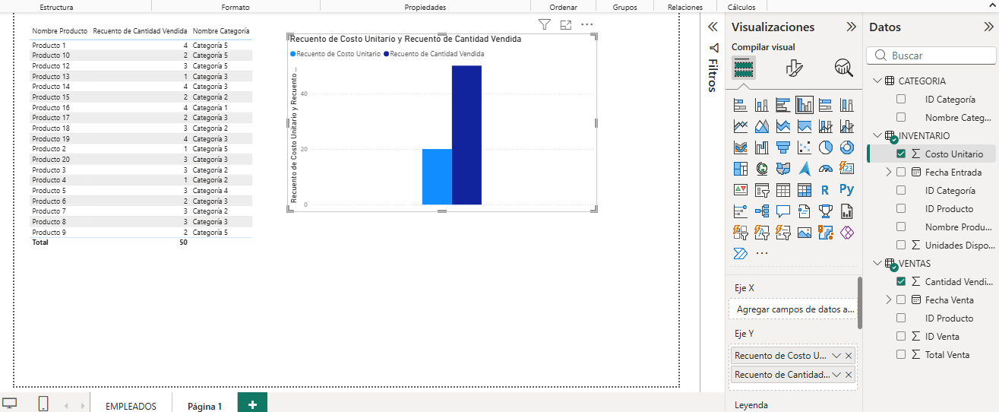 Estructura Formato Propiedades Ordenar Grupos Relaciones Cálculos
Nombre Producto Recuento de Cantidad Vendida Nombre Categoría
Producto 1 4 Categoría 5
Producto 10 2 Categoría 5
Producto 12 3 Categoría 5
Producto 13 1 Categoría 3
Producto 14 4 Categoría 3
Producto 15 2 Categoría 2
Producto 16 4 Categoría 1
Producto 17 2 Categoría 3
Producto 18 3 Categoría 2
Producto 19 4 Categoría 3
Producto 2 1 Categoría 5
Producto 20 3 Categoría 3
Producto 3 3 Categoría 2
Producto 4 1 Categoría 2
Producto 5 3 Categoría 4
Producto 6 2 Categoría 3
Producto 7 3 Categoría 2
Producto 8 3 Categoría 3
Producto 9 2 Categoría 5
Total 50
Recuento de Costo Unitario y Recuento de Cantidad Vendida
Recuento de Costo Unitario Recuento de Cantidad Vendida
Recuento de Costo Unitario y Recuento ...
40
20
0
Filtros
Visualizaciones
Compilar visual
123
R Py
Eje X
Agregar campos de datos a...
Eje Y
Recuento de Costo U...
Recuento de Cantidad...
Leyenda
Datos
Buscar
CATEGORIA
ID Categoría
Nombre Categ...
INVENTARIO
Costo Unitario
Fecha Entrada
ID Categoría
ID Producto
Nombre Produ...
Unidades Dispo...
VENTAS
Cantidad Vendi...
Fecha Venta
ID Producto
ID Venta
Total Venta
EMPLEADOS Página 1 +